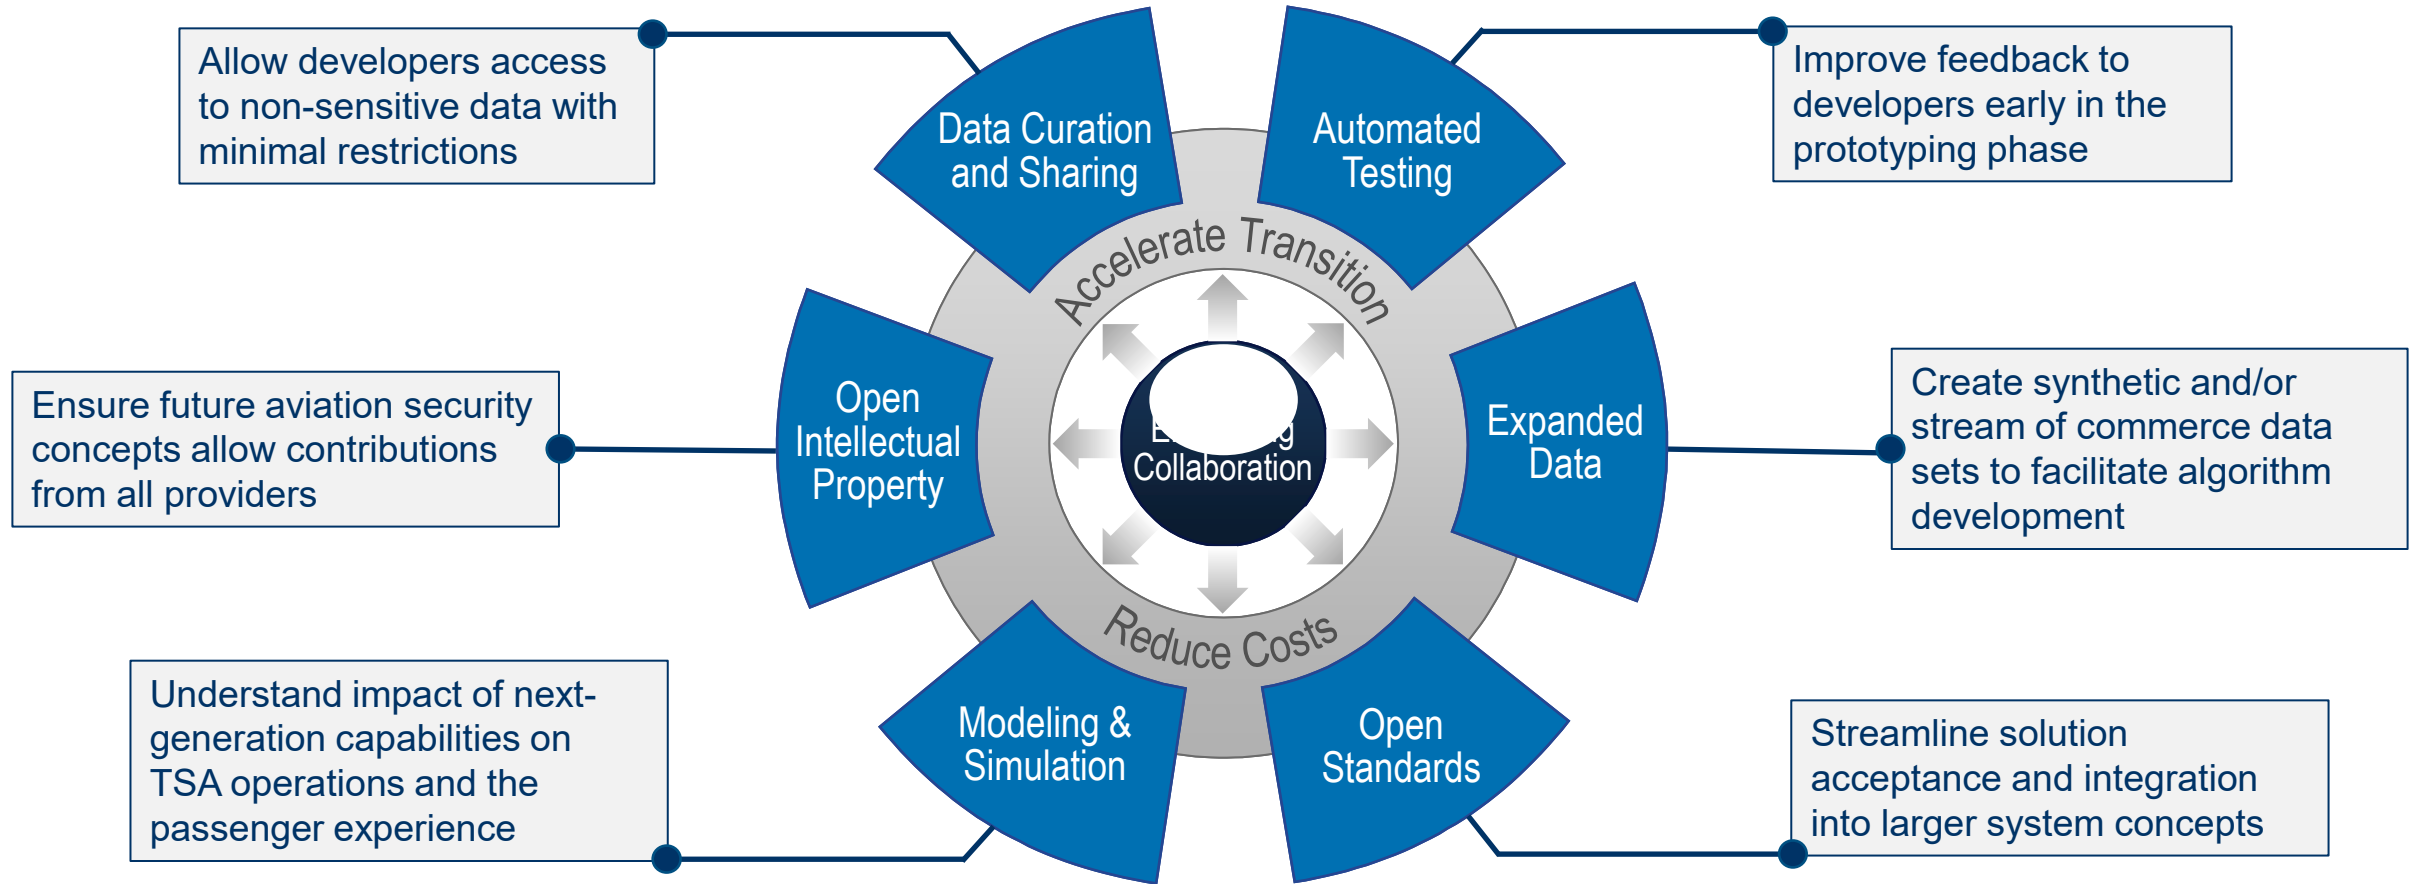 Allow developers access
to non-sensitive data with
minimal restrictions
Data Curation
and Sharing
Automated
Testing
Improve feedback to
developers early in the
prototyping phase
Accelerate Transition
Ensure future aviation security
concepts allow contributions
from all providers
Open
Intellectual
Property
Collaboration
Expanded
Data
Create synthetic and/or
stream of commerce data
sets to facilitate algorithm
development
Reduce Costs
Understand impact of next-
generation capabilities on
TSA operations and the
passenger experience
Modeling &
Simulation
Open
Standards
Streamline solution
acceptance and integration
into larger system concepts